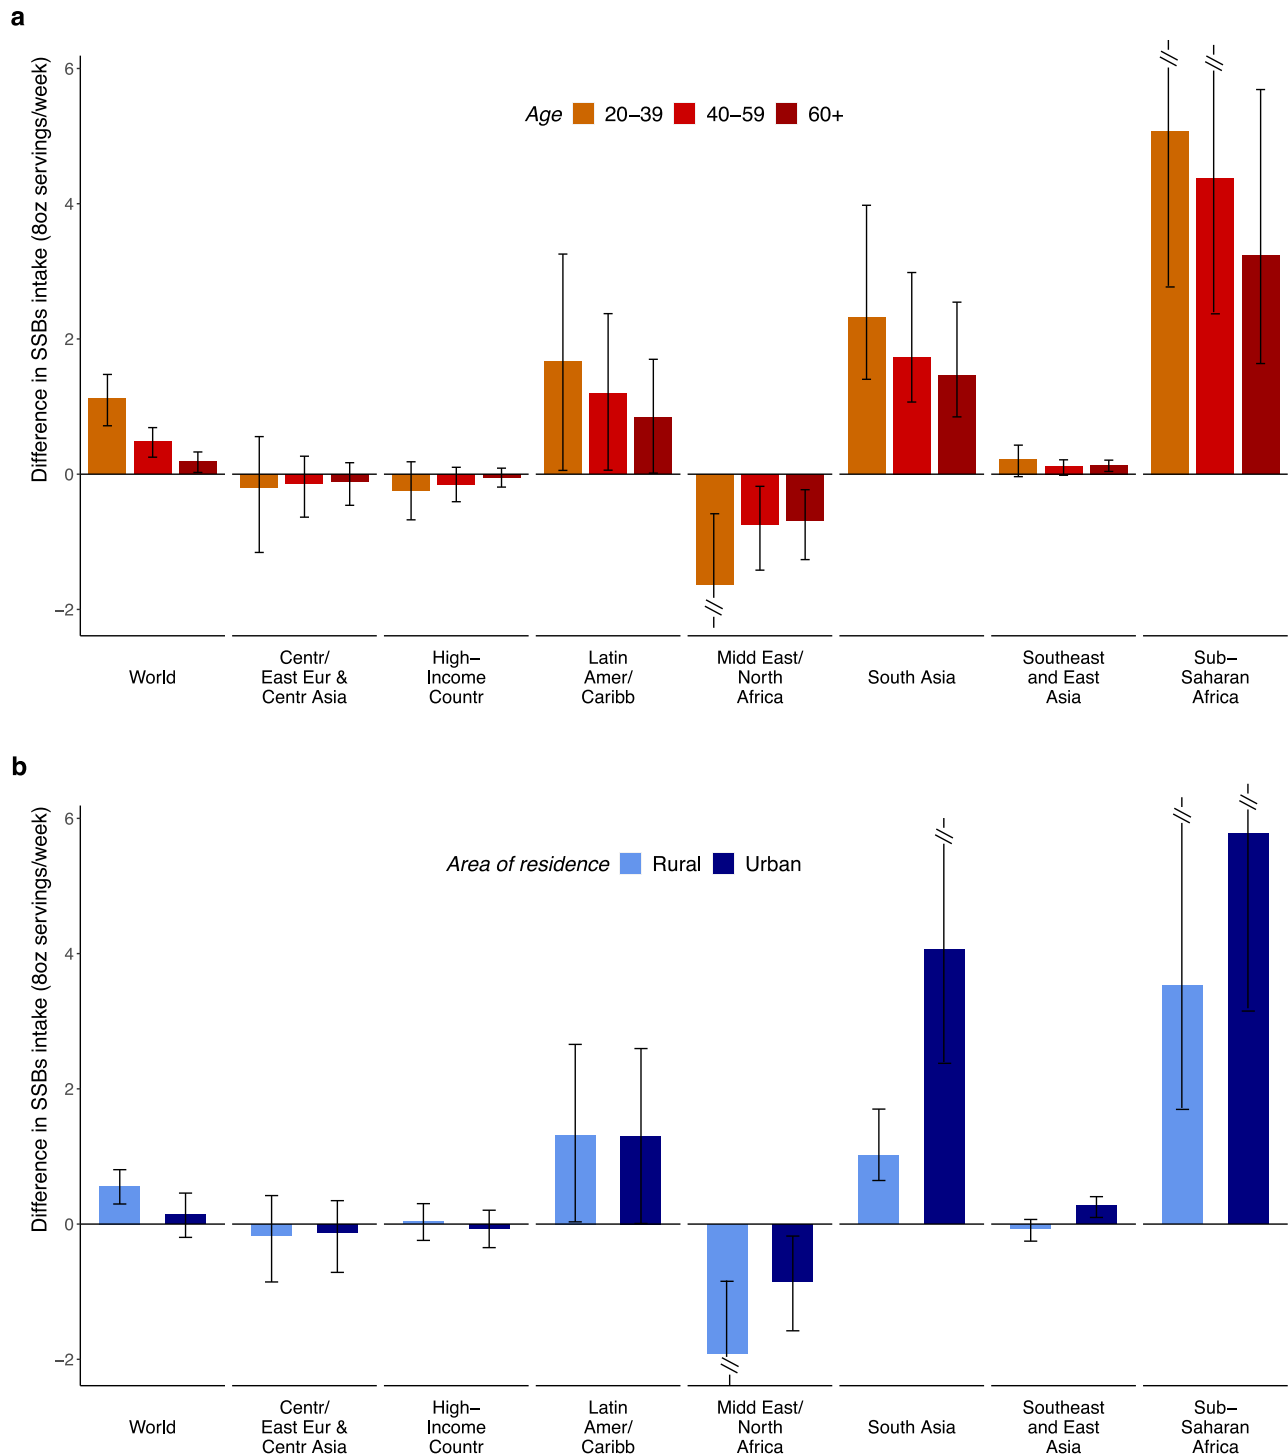 a
Difference in SSBs intake (8oz servings/week)
6
4
2
0
−2
Age 20−39 40−59 60+
World
Centr/
East Eur &
Centr Asia
High−
Income
Countr
Latin
Amer/
Caribb
Midd East/
North
Africa
South Asia
Southeast
and East
Asia
Sub−
Saharan
Africa
b
Difference in SSBs intake (8oz servings/week)
6
4
2
0
−2
Area of residence Rural Urban
World
Centr/
East Eur &
Centr Asia
High−
Income
Countr
Latin
Amer/
Caribb
Midd East/
North
Africa
South Asia
Southeast
and East
Asia
Sub−
Saharan
Africa